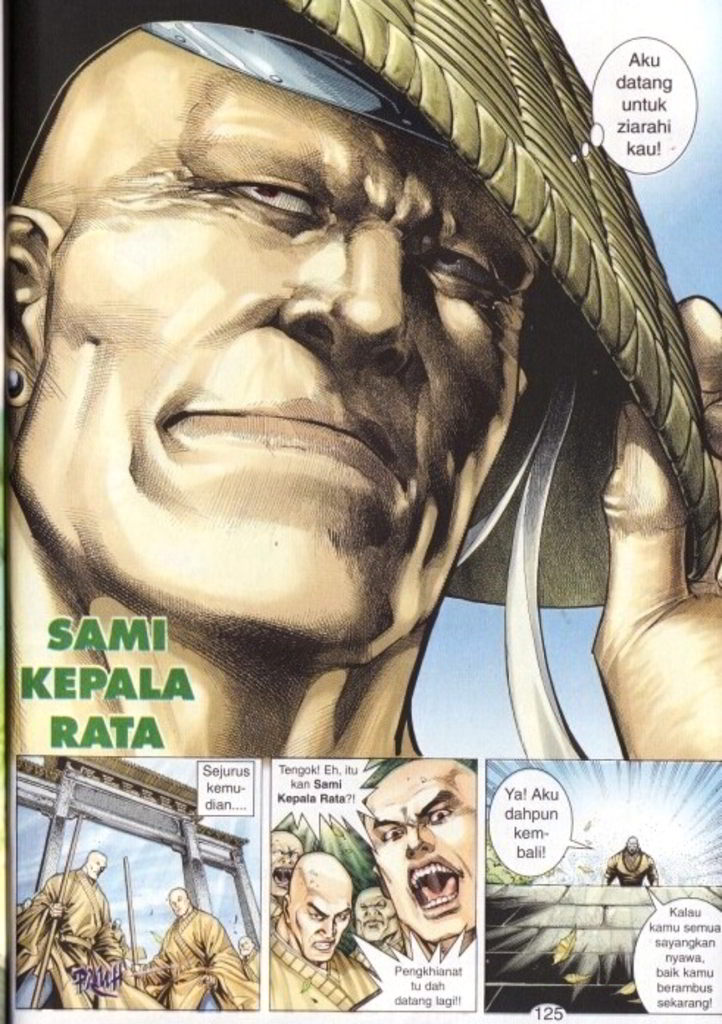 Aku
datang
untuk
ziarahi
kau!
SAMI
KEPALA
RATA
Sejurus
kemu-
dian....
PAUH
Tengok! Eh, itu
kan Sami
Kepala Rata?!
Pengkhianat
tu dah
datang lagi!!
Ya! Aku
dahpun
kem-
bali!
Kalau
kamu semua
sayangkan
nyawa,
baik kamu
berambus
sekarang!
125